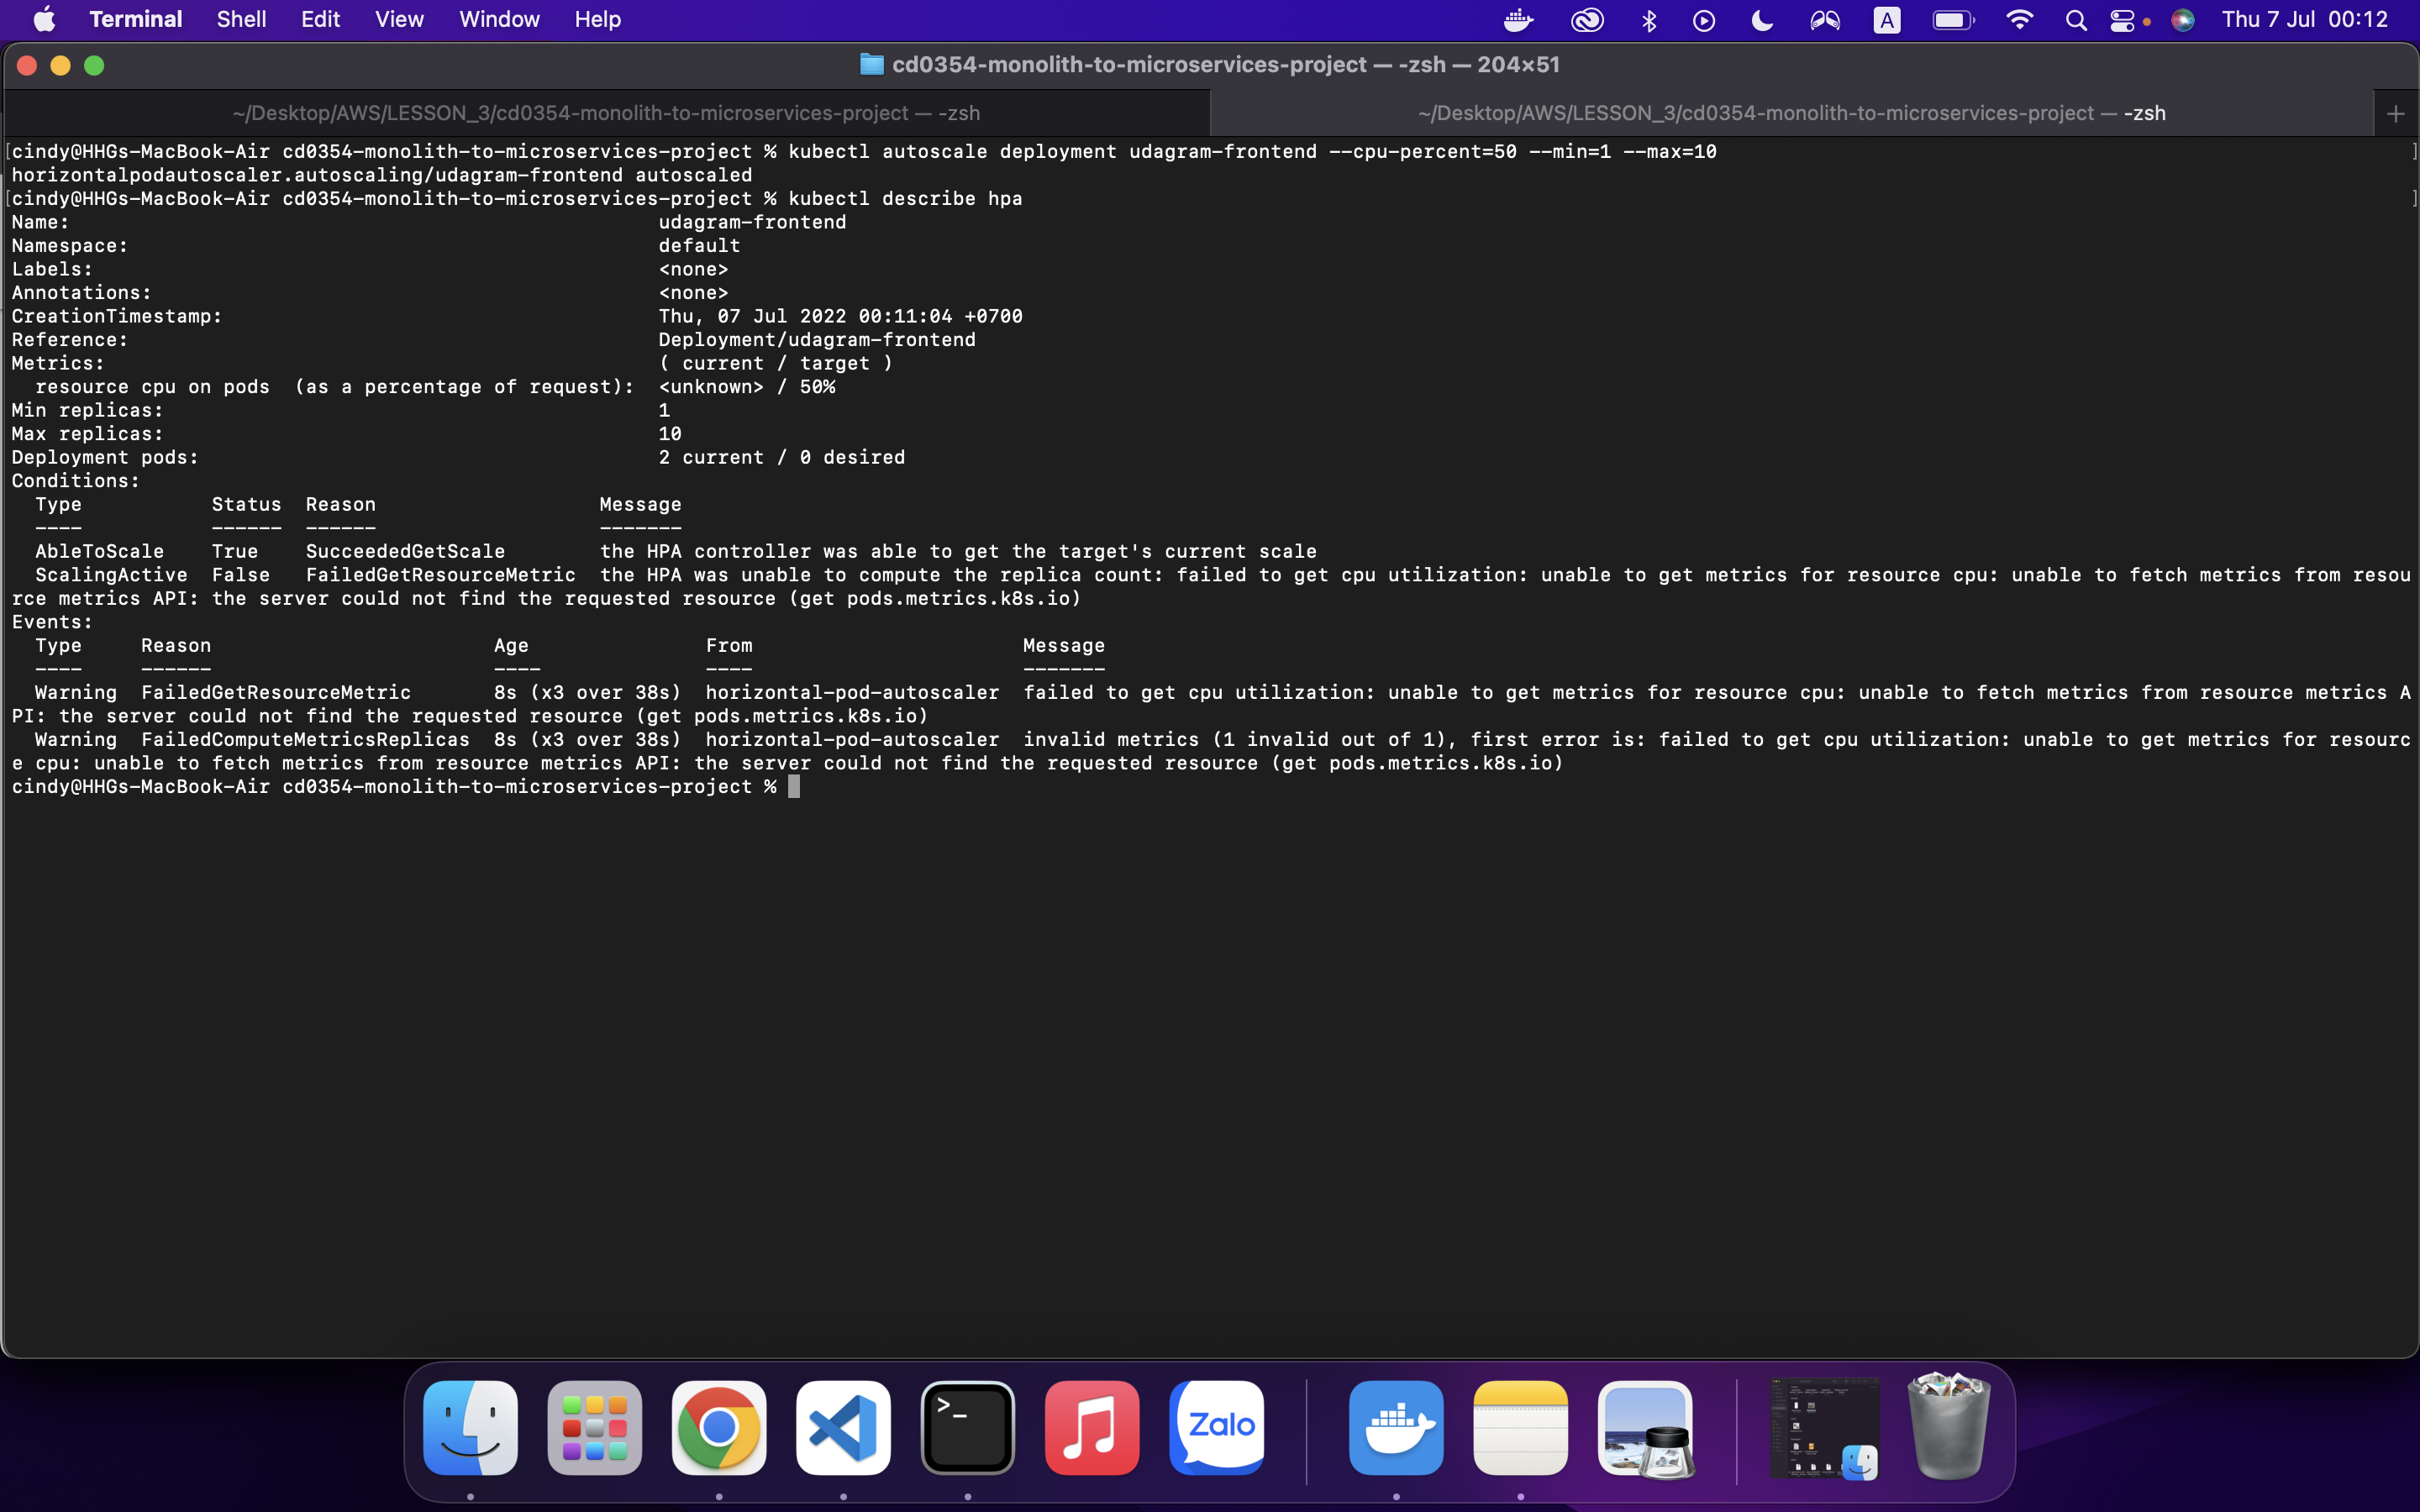 Terminal Shell Edit View Window Help A Thu 7 Jul 00:12
cd0354-monolith-to-microservices-project — -zsh — 204×51
~/Desktop/AWS/LESSON_3/cd0354-monolith-to-microservices-project — -zsh ~/Desktop/AWS/LESSON_3/cd0354-monolith-to-microservices-project — -zsh +
[cindy@HHGs-MacBook-Air cd0354-monolith-to-microservices-project % kubectl autoscale deployment udagram-frontend --cpu-percent=50 --min=1 --max=10 ]
horizontalpodautoscaler.autoscaling/udagram-frontend autoscaled
[cindy@HHGs-MacBook-Air cd0354-monolith-to-microservices-project % kubectl describe hpa ]
Name: udagram-frontend
Namespace: default
Labels: <none>
Annotations: <none>
CreationTimestamp: Thu, 07 Jul 2022 00:11:04 +0700
Reference: Deployment/udagram-frontend
Metrics: ( current / target )
resource cpu on pods (as a percentage of request): <unknown> / 50%
Min replicas: 1
Max replicas: 10
Deployment pods: 2 current / 0 desired
Conditions:
Type Status Reason Message
---- ------ ------ -------
AbleToScale True SucceededGetScale the HPA controller was able to get the target's current scale
ScalingActive False FailedGetResourceMetric the HPA was unable to compute the replica count: failed to get cpu utilization: unable to get metrics for resource cpu: unable to fetch metrics from resou
rce metrics API: the server could not find the requested resource (get pods.metrics.k8s.io)
Events:
Type Reason Age From Message
---- ------ ---- ---- -------
Warning FailedGetResourceMetric 8s (x3 over 38s) horizontal-pod-autoscaler failed to get cpu utilization: unable to get metrics for resource cpu: unable to fetch metrics from resource metrics A
PI: the server could not find the requested resource (get pods.metrics.k8s.io)
Warning FailedComputeMetricsReplicas 8s (x3 over 38s) horizontal-pod-autoscaler invalid metrics (1 invalid out of 1), first error is: failed to get cpu utilization: unable to get metrics for resourc
e cpu: unable to fetch metrics from resource metrics API: the server could not find the requested resource (get pods.metrics.k8s.io)
cindy@HHGs-MacBook-Air cd0354-monolith-to-microservices-project %
>_ Zalo